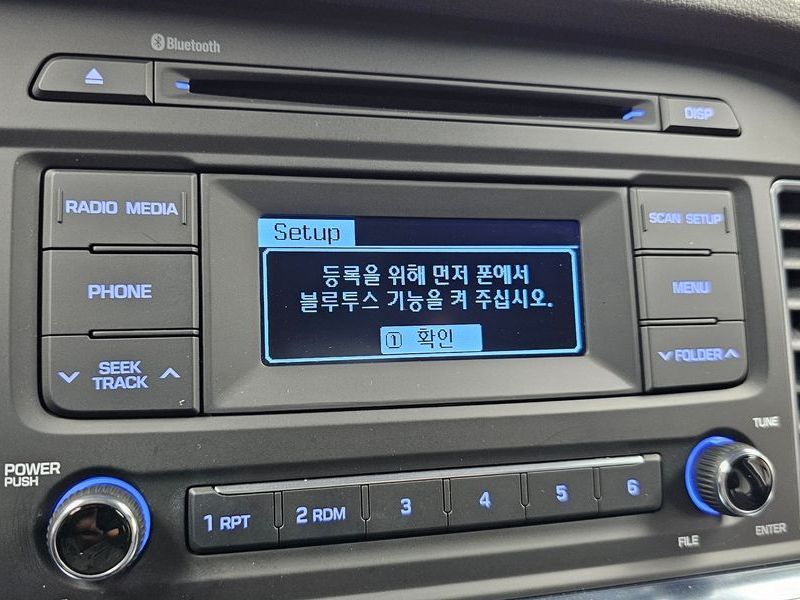 Bluetooth
DISP
RADIO MEDIA
SCAN SETUP
Setup
등록을 위해 먼저 폰에서
블루투스 기능을 켜 주십시오.
1 확인
PHONE
MENU
SEEK
TRACK
FOLDER
TUNE
POWER
PUSH
1 RPT
2 RDM
3
4
5
6
FILE
ENTER